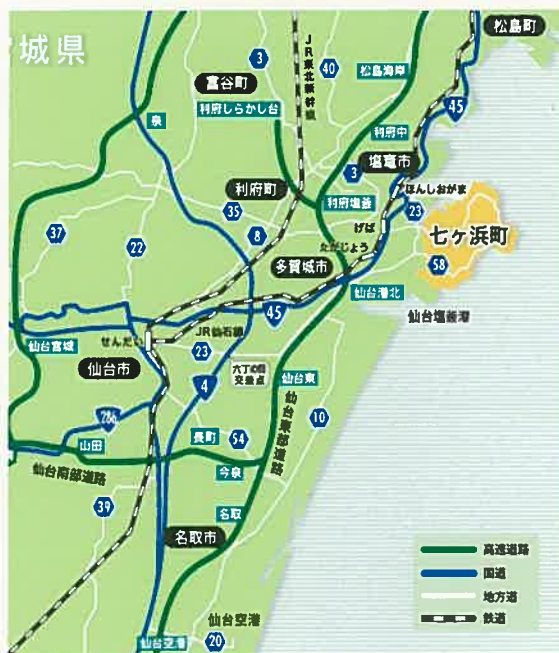 松島町
宮城県
JR東北新幹線
3
40
松島海岸
富谷町
45
利府しらかし台
泉
利府中
塩竈市
3
ほんしおがま
利府町
利府塩釜
23
35
げば
七ヶ浜町
37
8
たがじょう
22
多賀城市
58
仙台港北
45
仙台塩釜港
JR仙石線
せんだい
仙台宮城
23
六丁の目
交差点
仙台市
4
仙台東
286
仙台東部道路
10
長町
54
山田
今泉
仙台南部道路
39
名取
名取市
高速道路
国道
地方道
仙台空港
鉄道
20
仙台空港